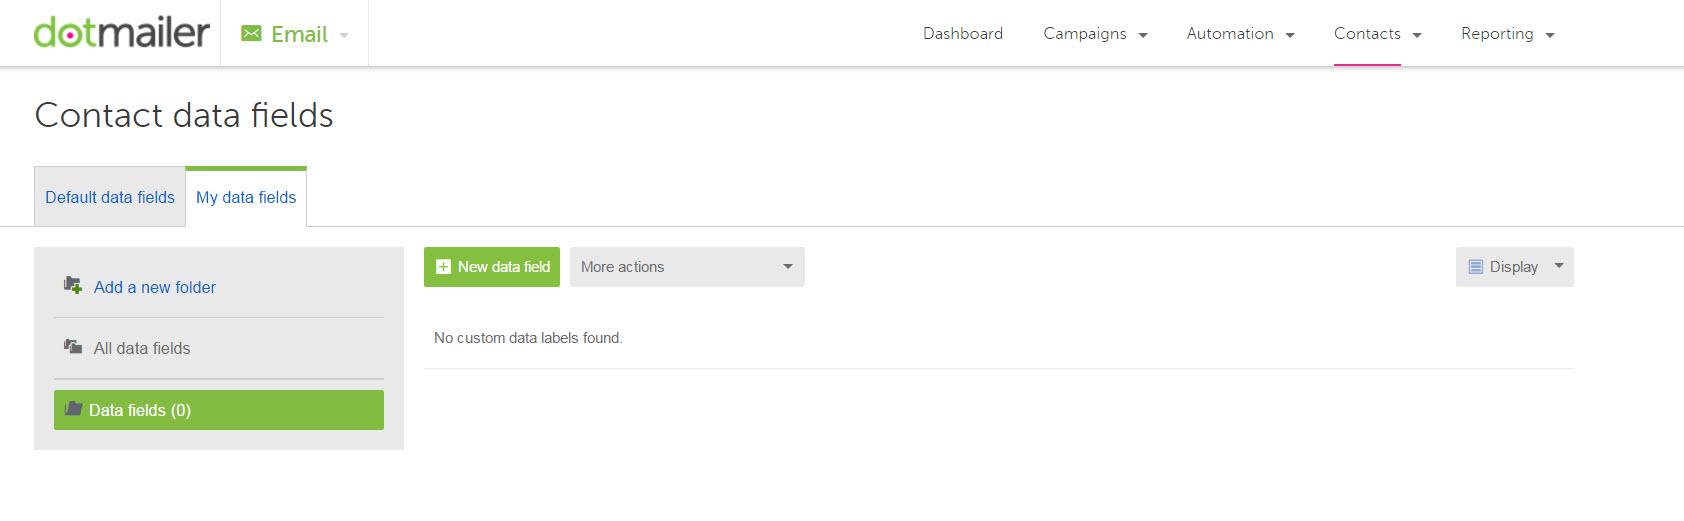 dotmailer
Email
Dashboard
Campaigns
Automation
Contacts
Reporting
Contact data fields
Default data fields
My data fields
Add a new folder
All data fields
Data fields (0)
New data field
More actions
Display
No custom data labels found.